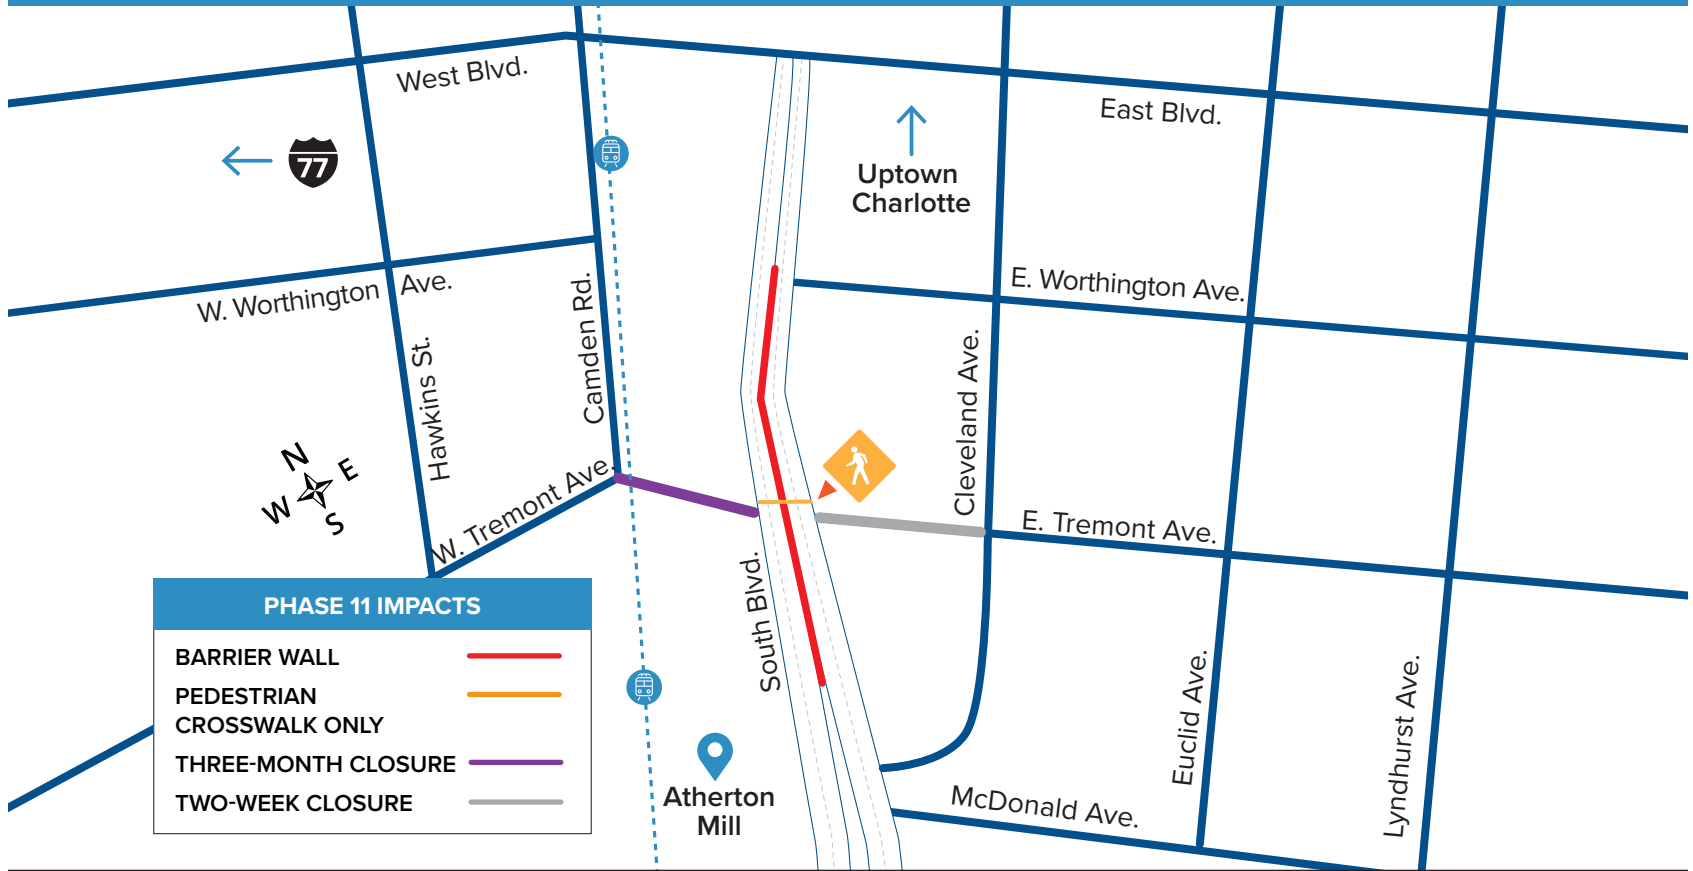 West Blvd.
East Blvd.
77
Uptown
Charlotte
W. Worthington Ave.
E. Worthington Ave.
Hawkins St.
Camden Rd.
Cleveland Ave.
N
E
W
S
W. Tremont Ave.
E. Tremont Ave.
South Blvd.
PHASE 11 IMPACTS
BARRIER WALL
PEDESTRIAN
CROSSWALK ONLY
THREE-MONTH CLOSURE
TWO-WEEK CLOSURE
Atherton
Mill
Euclid Ave.
Lyndhurst Ave.
McDonald Ave.